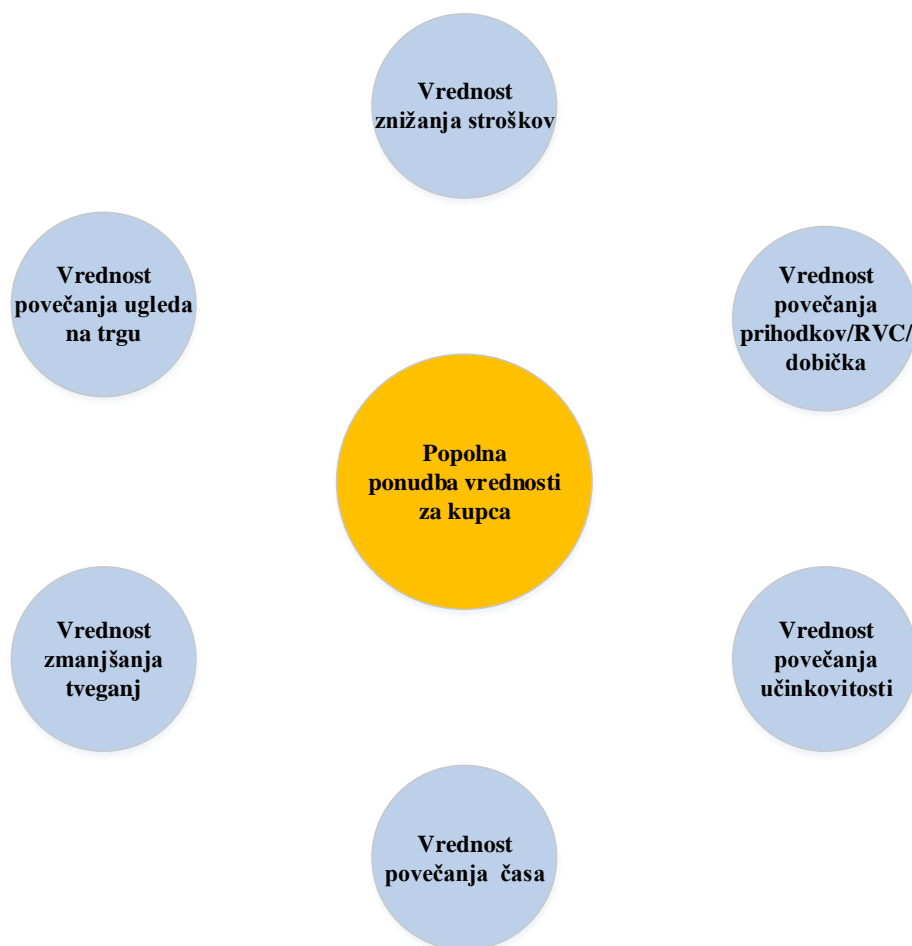 Vrednost
znižanja stroškov
Vrednost
povečanja ugleda
na trgu
Vrednost
povečanja
prihodkov/RVC/
dobička
Popolna
ponudba vrednosti
za kupca
Vrednost
zmanjšanja
tveganj
Vrednost
povečanja
učinkovitosti
Vrednost
povečanja časa